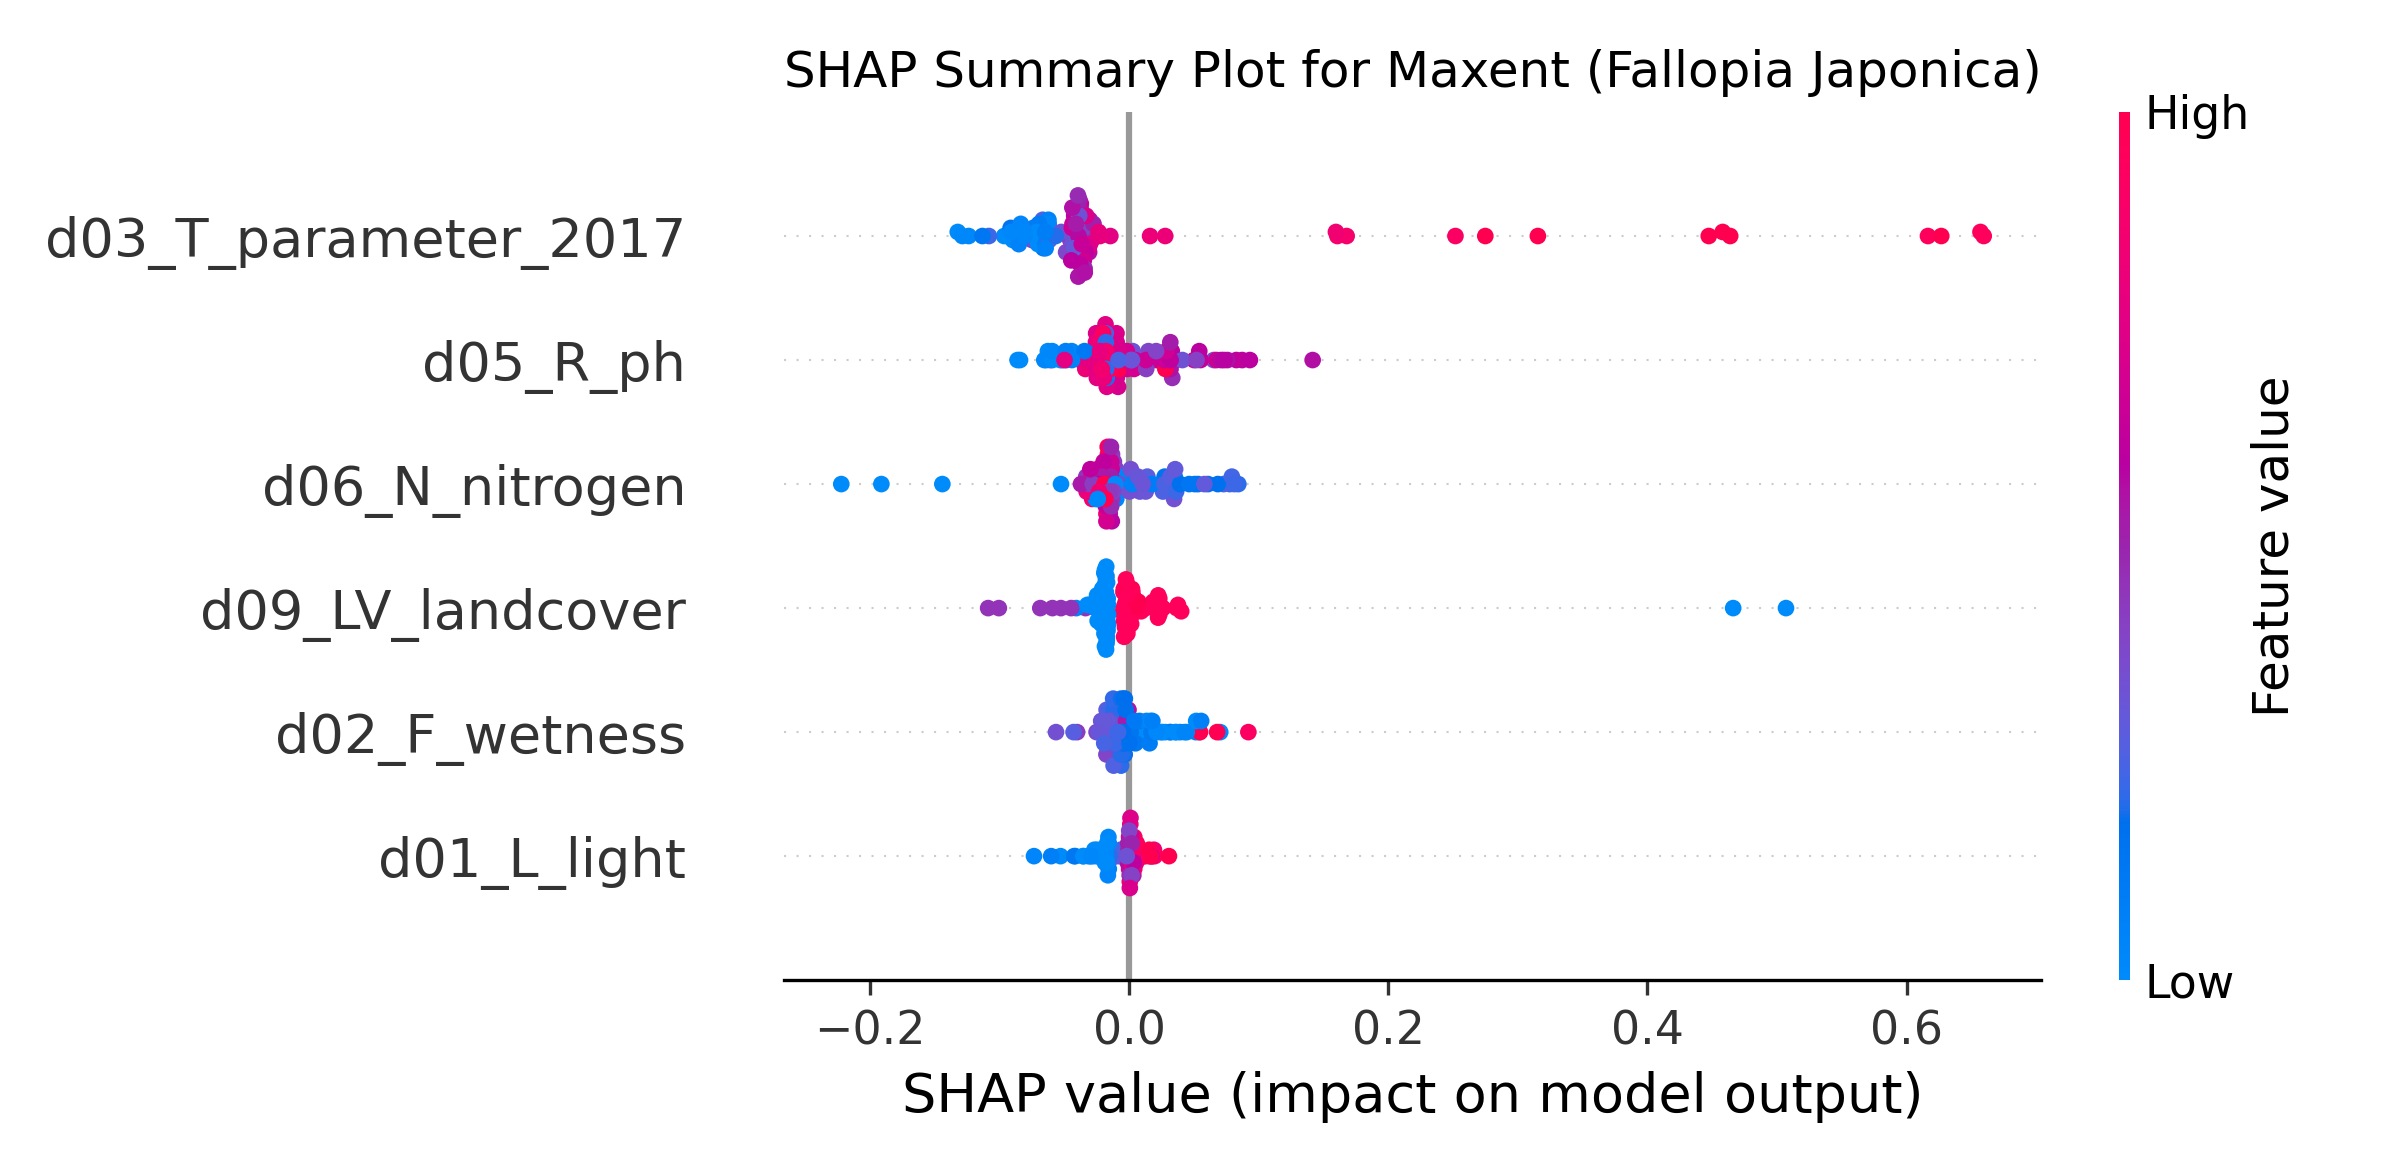 SHAP Summary Plot for Maxent (Fallopia Japonica)
High
d03_T_parameter_2017
d05_R_ph
d06_N_nitrogen
d09_LV_landcover
d02_F_wetness
d01_L_light
Feature value
Low
−0.2 0.0 0.2 0.4 0.6
SHAP value (impact on model output)